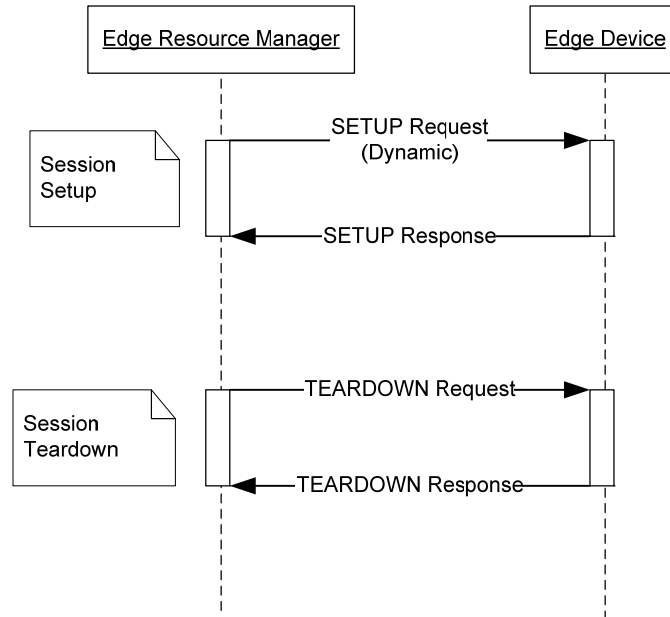 Edge Resource Manager
Edge Device
SETUP Request
(Dynamic)
Session
Setup
SETUP Response
TEARDOWN Request
Session
Teardown
TEARDOWN Response